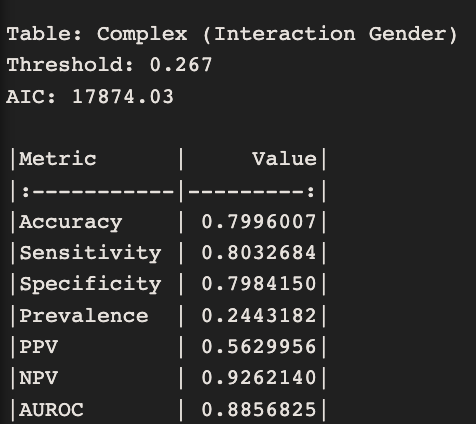 Table: Complex (Interaction Gender)
Threshold: 0.267
AIC: 17874.03
|Metric      |     Value|
|:-----------|---------:|
|Accuracy    | 0.7996007|
|Sensitivity | 0.8032684|
|Specificity | 0.7984150|
|Prevalence  | 0.2443182|
|PPV         | 0.5629956|
|NPV         | 0.9262140|
|AUROC       | 0.8856825|